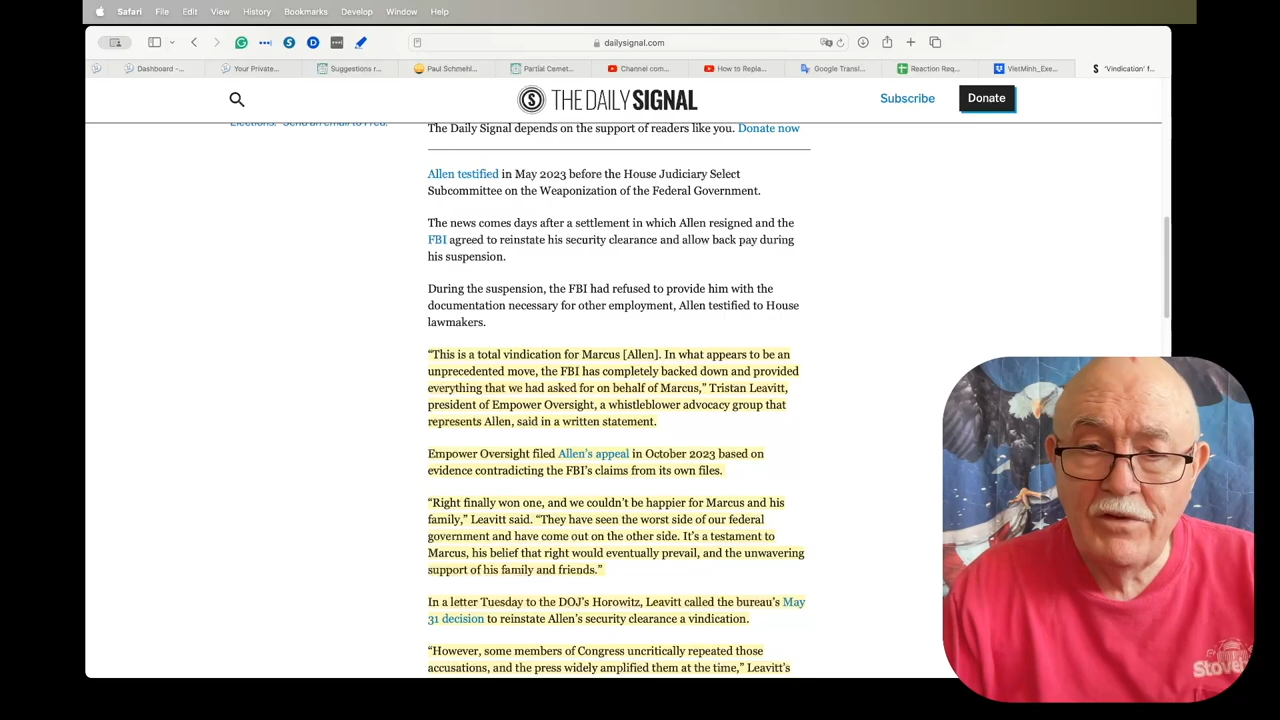 Safari File Edit View History Bookmarks Develop Window Help
dailysignal.com
Dashboard -... Your Private... Suggestions r... Paul Schmehl... Partial Cemet... Channel com... How to Repla... Google Transl... Reaction Req... VietMinh_Exe... 'Vindication' f...
THE DAILY SIGNAL
Subscribe Donate
Elections. Send an email to Fred.
The Daily Signal depends on the support of readers like you. Donate now
Allen testified in May 2023 before the House Judiciary Select
Subcommittee on the Weaponization of the Federal Government.
The news comes days after a settlement in which Allen resigned and the
FBI agreed to reinstate his security clearance and allow back pay during
his suspension.
During the suspension, the FBI had refused to provide him with the
documentation necessary for other employment, Allen testified to House
lawmakers.
“This is a total vindication for Marcus [Allen]. In what appears to be an
unprecedented move, the FBI has completely backed down and provided
everything that we had asked for on behalf of Marcus,” Tristan Leavitt,
president of Empower Oversight, a whistleblower advocacy group that
represents Allen, said in a written statement.
Empower Oversight filed Allen’s appeal in October 2023 based on
evidence contradicting the FBI’s claims from its own files.
“Right finally won one, and we couldn’t be happier for Marcus and his
family,” Leavitt said. “They have seen the worst side of our federal
government and have come out on the other side. It’s a testament to
Marcus, his belief that right would eventually prevail, and the unwavering
support of his family and friends.”
In a letter Tuesday to the DOJ’s Horowitz, Leavitt called the bureau’s May
31 decision to reinstate Allen’s security clearance a vindication.
“However, some members of Congress uncritically repeated those
accusations, and the press widely amplified them at the time,” Leavitt’s